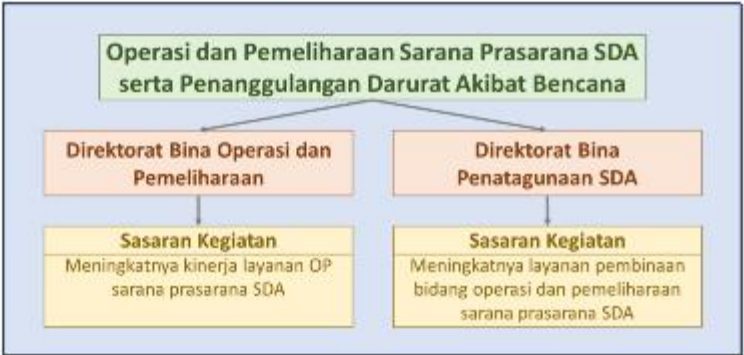 Operasi dan Pemeliharaan Sarana Prasarana SDA
serta Penanggulangan Darurat Akibat Bencana
Direktorat Bina Operasi dan
Pemeliharaan
Direktorat Bina
Penatagunaan SDA
Sasaran Kegiatan
Meningkatnya kinerja layanan OP
sarana prasarana SDA
Sasaran Kegiatan
Meningkatnya layanan pembinaan
bidang operasi dan pemeliharaan
sarana prasarana SDA